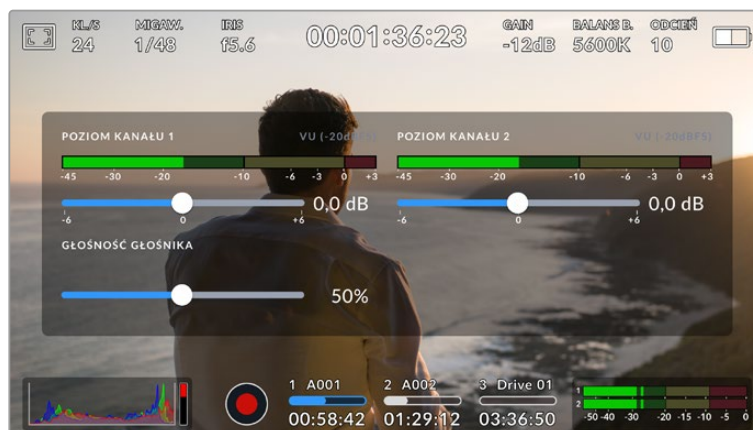 KL./S MIGAW. IRIS 00:01:36:23 GAIN BALANS B. ODCIEŃ
24 1/48 f5.6 -12dB 5600K 10
POZIOM KANAŁU 1 VU (-20dBFS) POZIOM KANAŁU 2 VU (-20dBFS)
-45 -30 -20 -10 -6 -3 0 +3 -45 -30 -20 -10 -6 -3 0 +3
0,0 dB 0,0 dB
-6 0 +6 -6 0 +6
GŁOŚNOŚĆ GŁOŚNIKA
50%
1 A001 2 A002 3 Drive 01
00:58:42 01:29:12 03:36:50
1
2
-50 -40 -30 -20 -15 -10 -5 0